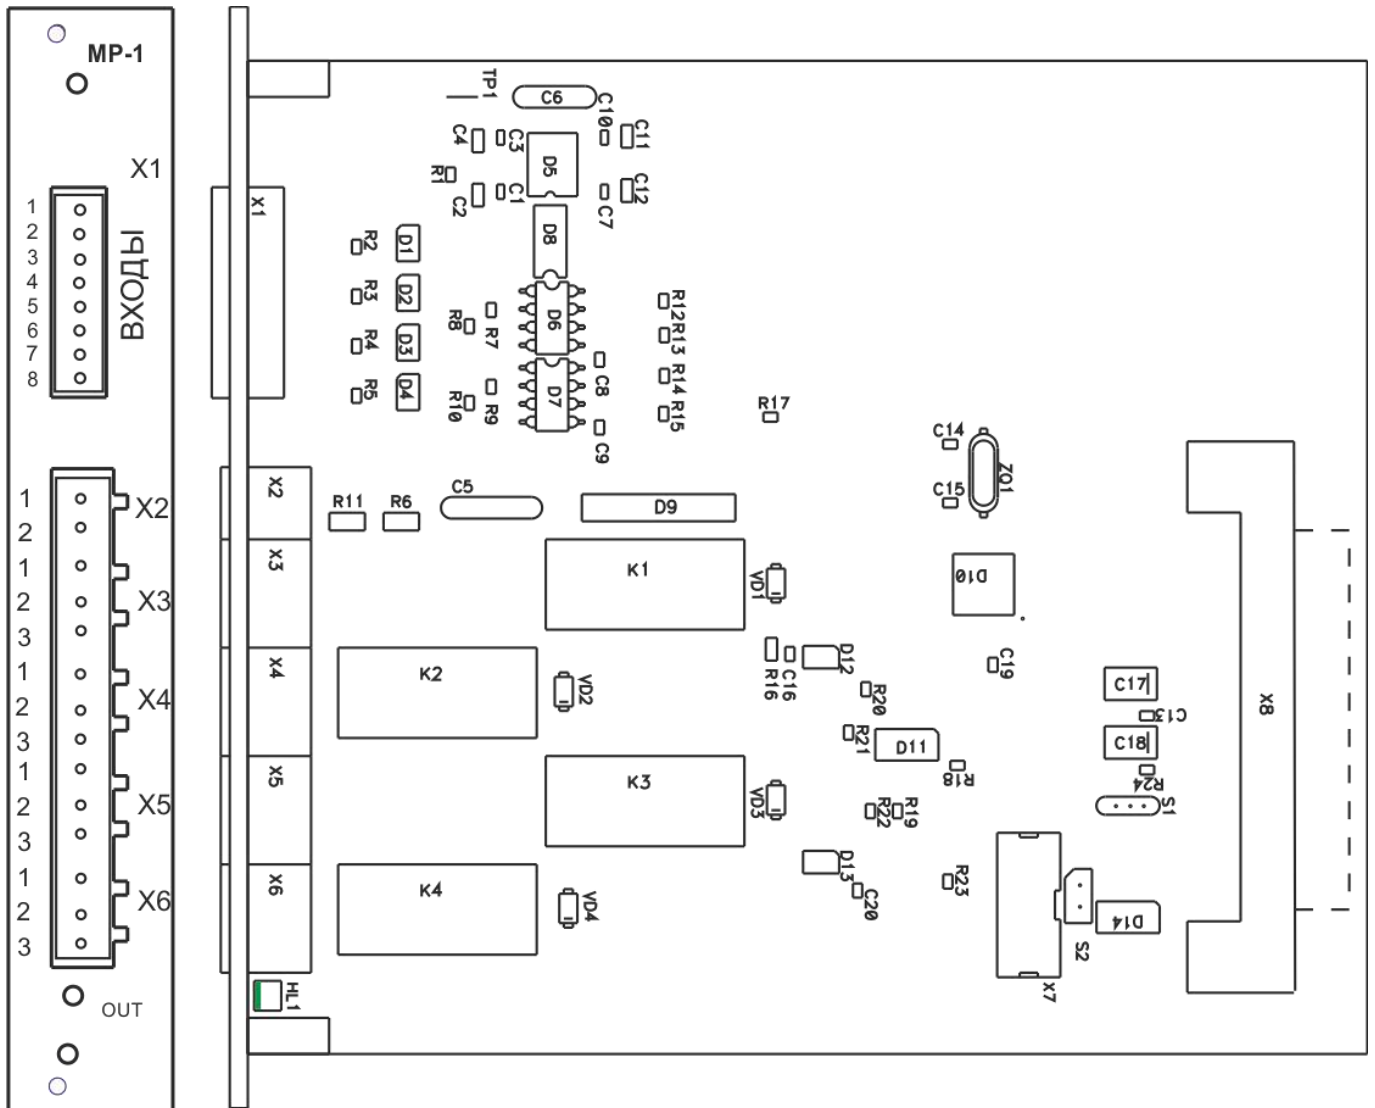 MP-1
X1
1
2
3
4
5
6
7
8
ВХОДЫ
1
2
X2
1
2
3
X3
1
2
3
X4
1
2
3
X5
1
2
3
X6
OUT
X1
X2
X3
X4
X5
X6
HL1
TP1
C6
C10
C4
C3
C11
D5
R1
C2
C1
C7
C12
R2
D1
D8
R3
D2
R12
R8
R7
D6
R13
R4
D3
C8
R14
R5
D4
R10
R9
D7
R15
C9
R17
C14
C15
ZQ1
R11
R6
C5
D9
K1
VD1
D10
K2
VD2
R16
C16
D12
R20
C19
C17
C13
R21
D11
C18
R18
R24
K3
VD3
R22
R19
S1
X8
K4
VD4
D13
C20
R23
D14
S2
X7